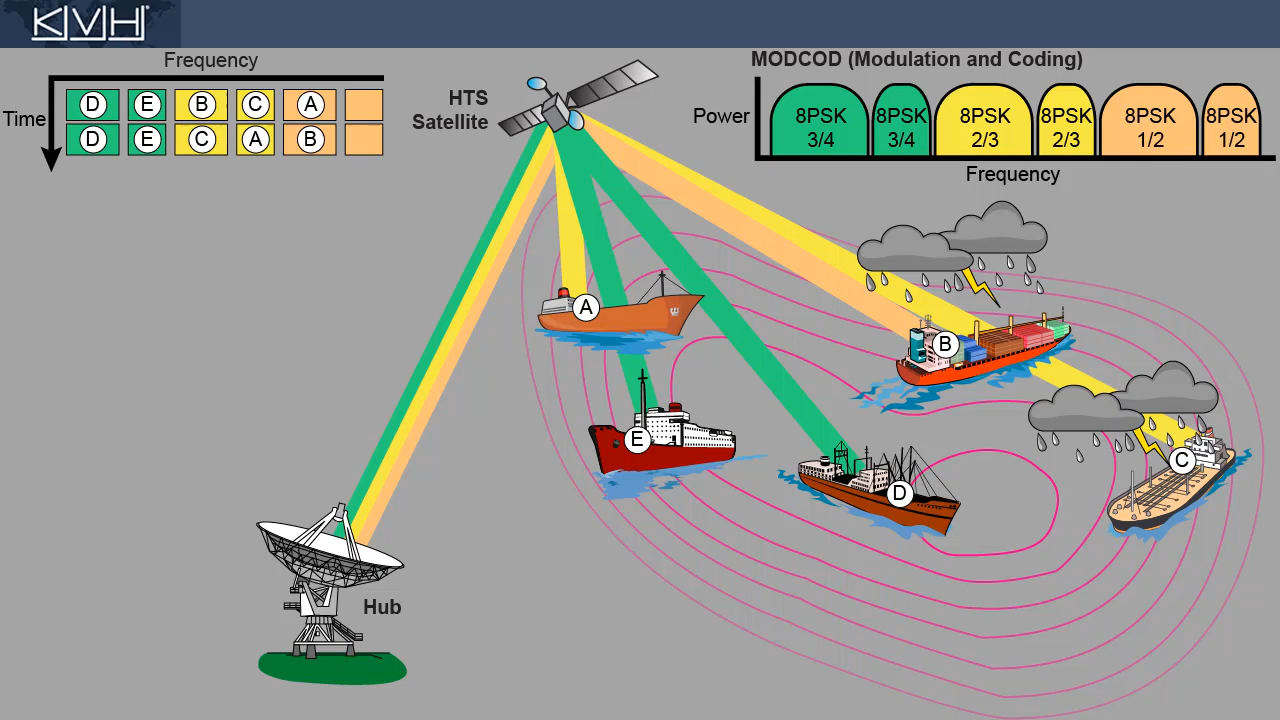 KVH
Frequency
Time
D E B C A
D E C A B
HTS
Satellite
MODCOD (Modulation and Coding)
Power
8PSK 8PSK 8PSK 8PSK 8PSK 8PSK
3/4 3/4 2/3 2/3 1/2 1/2
Frequency
A
B
E
C
D
Hub